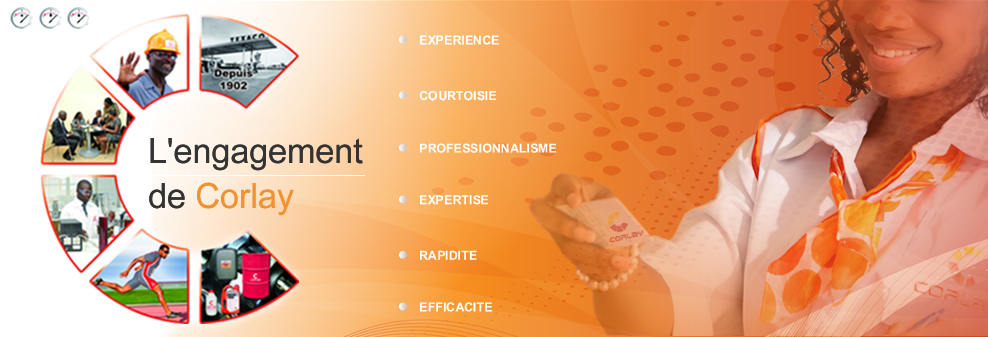 TEXACO
Depuis
1902
L'engagement
de Corlay
EXPERIENCE
COURTOISIE
PROFESSIONNALISME
EXPERTISE
RAPIDITE
EFFICACITE
CORLAY
CORLAY